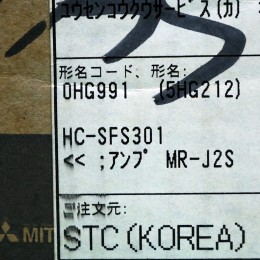 コウセンコウクウサービス(カ)
形名コード、形名:
0HG991 (5HG212)
HC-SFS301
<< ;アンプ MR-J2S
注文元:
MIT
STC(KOREA)